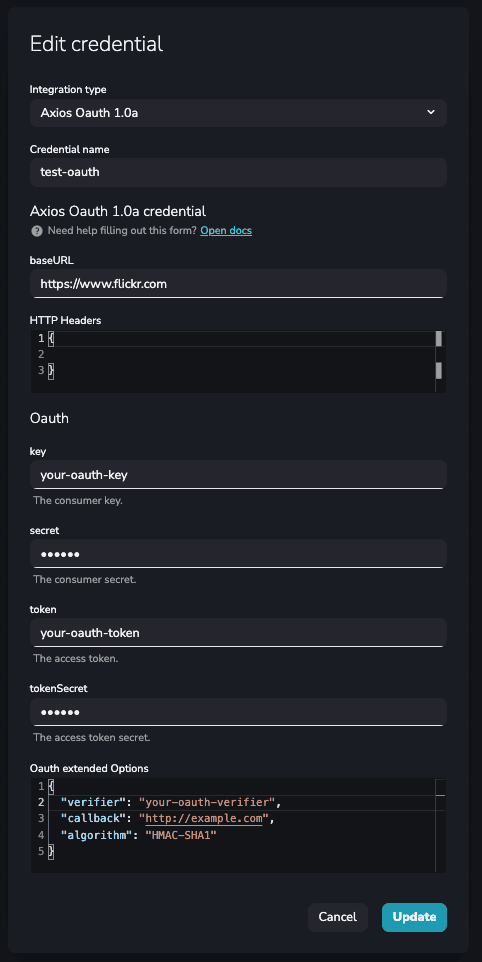 Edit credential
Integration type
Axios Oauth 1.0a
Credential name
test-oauth
Axios Oauth 1.0a credential
? Need help filling out this form? Open docs
baseURL
https://www.flickr.com
HTTP Headers
1 {
2
3 }
Oauth
key
your-oauth-key
The consumer key.
secret
••••••
The consumer secret.
token
your-oauth-token
The access token.
tokenSecret
••••••
The access token secret.
Oauth extended Options
1 {
2 "verifier": "your-oauth-verifier",
3 "callback": "http://example.com",
4 "algorithm": "HMAC-SHA1"
5 }
Cancel Update